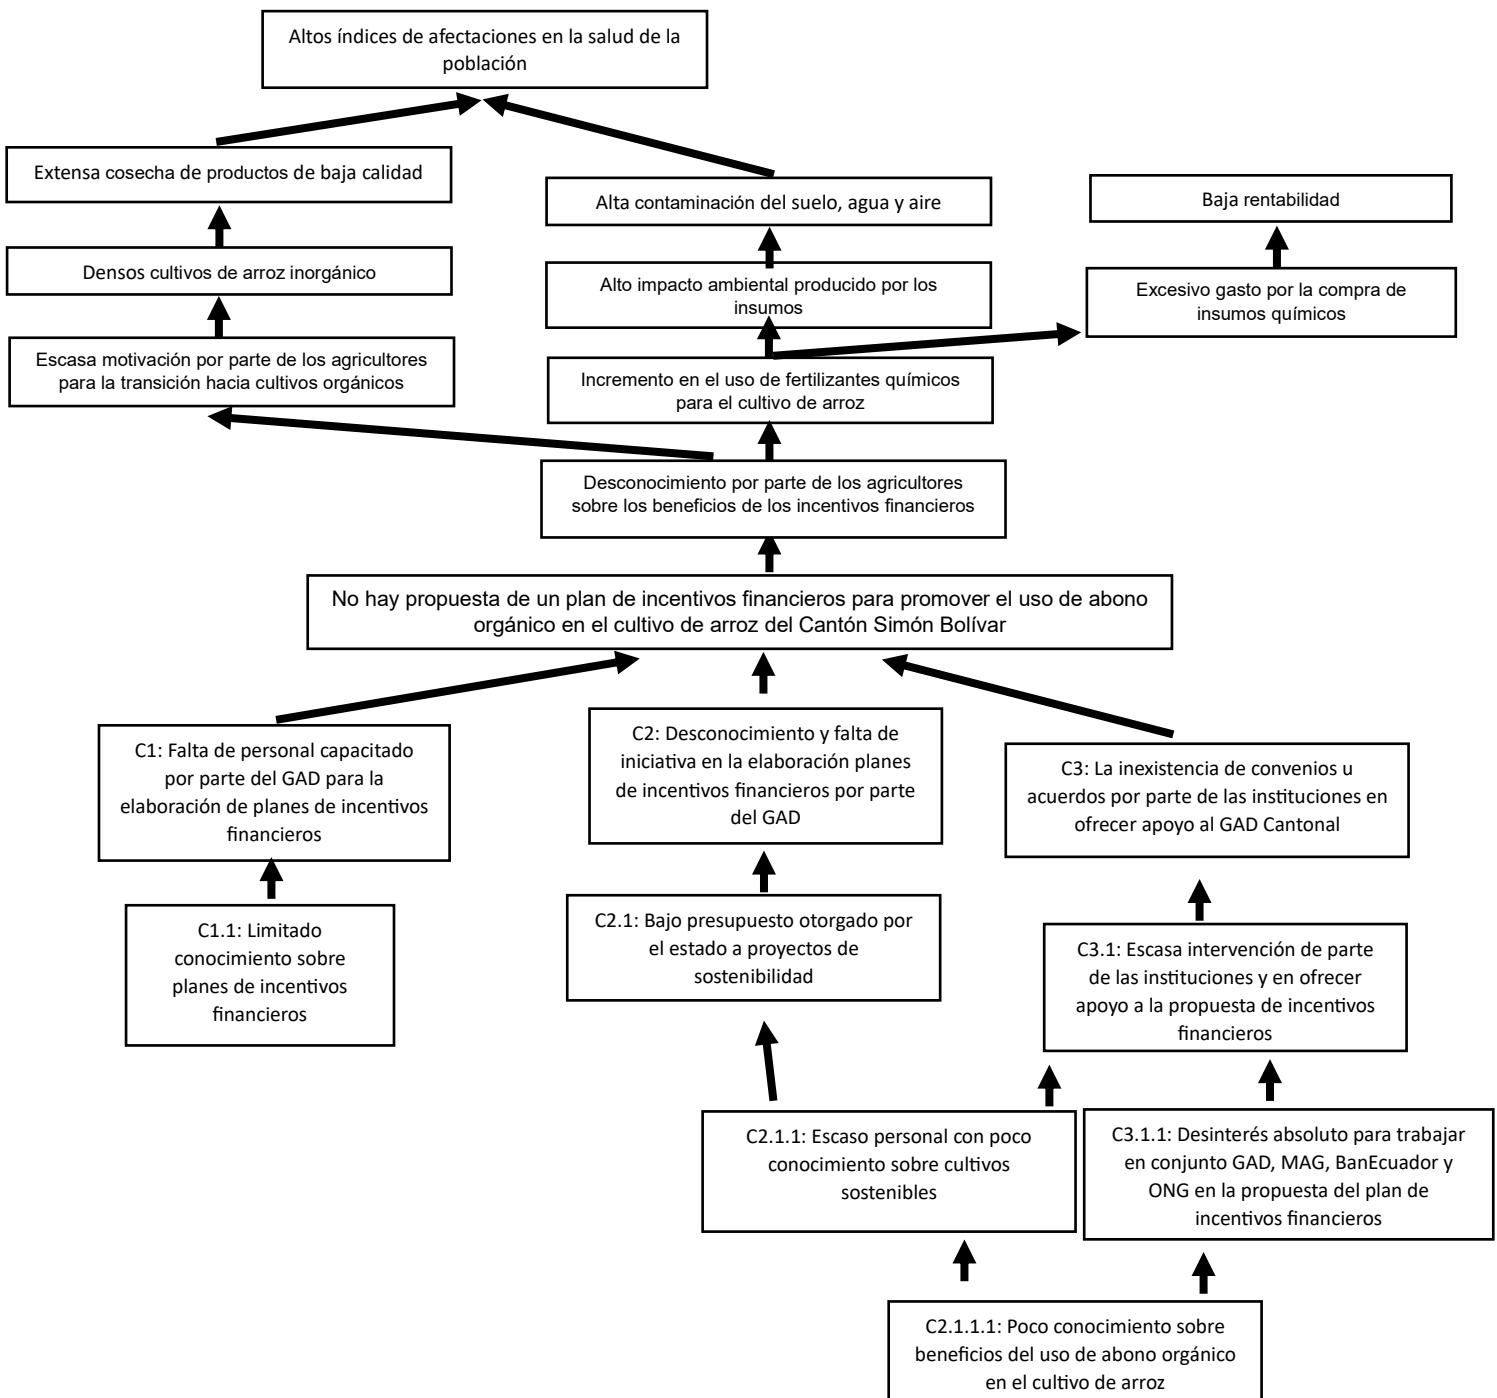 Altos índices de afectaciones en la salud de la
población
Extensa cosecha de productos de baja calidad
Alta contaminación del suelo, agua y aire
Baja rentabilidad
Densos cultivos de arroz inorgánico
Alto impacto ambiental producido por los
insumos
Excesivo gasto por la compra de
insumos químicos
Escasa motivación por parte de los agricultores
para la transición hacia cultivos orgánicos
Incremento en el uso de fertilizantes químicos
para el cultivo de arroz
Desconocimiento por parte de los agricultores
sobre los beneficios de los incentivos financieros
No hay propuesta de un plan de incentivos financieros para promover el uso de abono
orgánico en el cultivo de arroz del Cantón Simón Bolívar
C1: Falta de personal capacitado
por parte del GAD para la
elaboración de planes de incentivos
financieros
C2: Desconocimiento y falta de
iniciativa en la elaboración planes
de incentivos financieros por parte
del GAD
C3: La inexistencia de convenios u
acuerdos por parte de las instituciones en
ofrecer apoyo al GAD Cantonal
C1.1: Limitado
conocimiento sobre
planes de incentivos
financieros
C2.1: Bajo presupuesto otorgado por
el estado a proyectos de
sostenibilidad
C3.1: Escasa intervención de parte
de las instituciones y en ofrecer
apoyo a la propuesta de incentivos
financieros
C2.1.1: Escaso personal con poco
conocimiento sobre cultivos
sostenibles
C3.1.1: Desinterés absoluto para trabajar
en conjunto GAD, MAG, BanEcuador y
ONG en la propuesta del plan de
incentivos financieros
C2.1.1.1: Poco conocimiento sobre
beneficios del uso de abono orgánico
en el cultivo de arroz